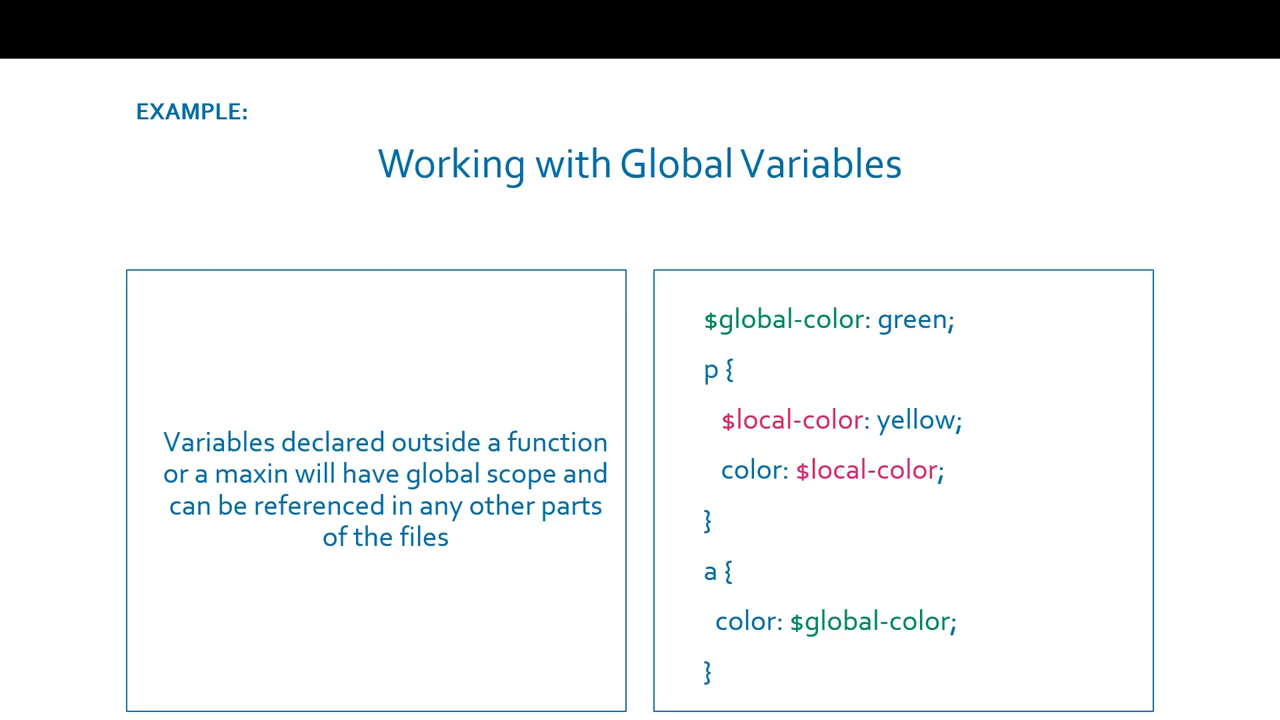 EXAMPLE:
Working with Global Variables
Variables declared outside a function
or a maxin will have global scope and
can be referenced in any other parts
of the files
$global-color: green;
p {
$local-color: yellow;
color: $local-color;
}
a {
color: $global-color;
}